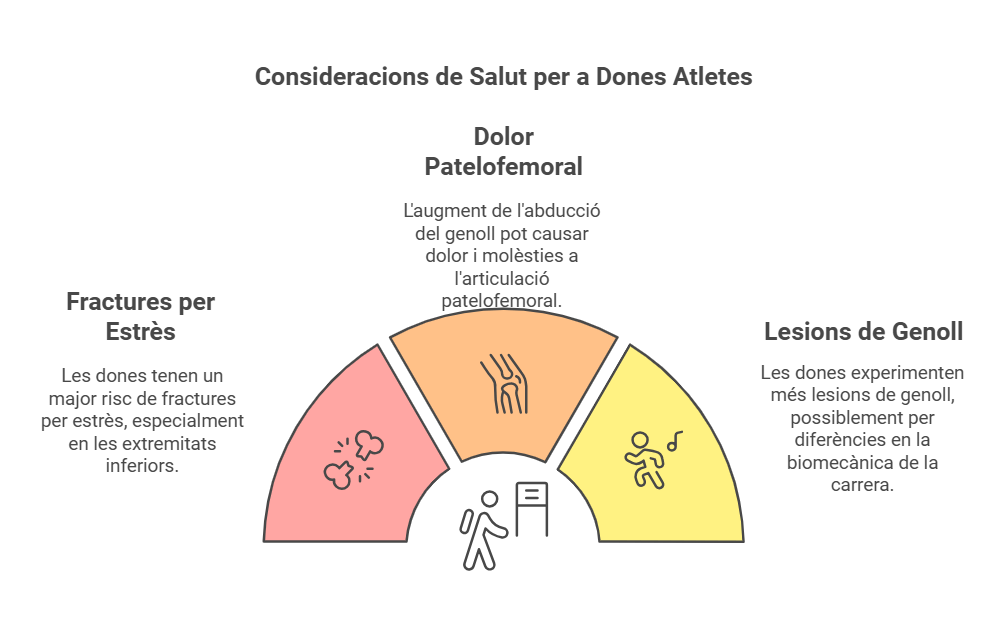 Consideracions de Salut per a Dones Atletes
Dolor
Patelofemoral
L'augment de l'abducció
del genoll pot causar
dolor i molèsties a
l'articulació
patelofemoral.
Fractures per
Estrès
Les dones tenen un
major risc de fractures
per estrès, especialment
en les extremitats
inferiors.
Lesions de Genoll
Les dones experimenten
més lesions de genoll,
possiblement per
diferències en la
biomecànica de la
carrera.